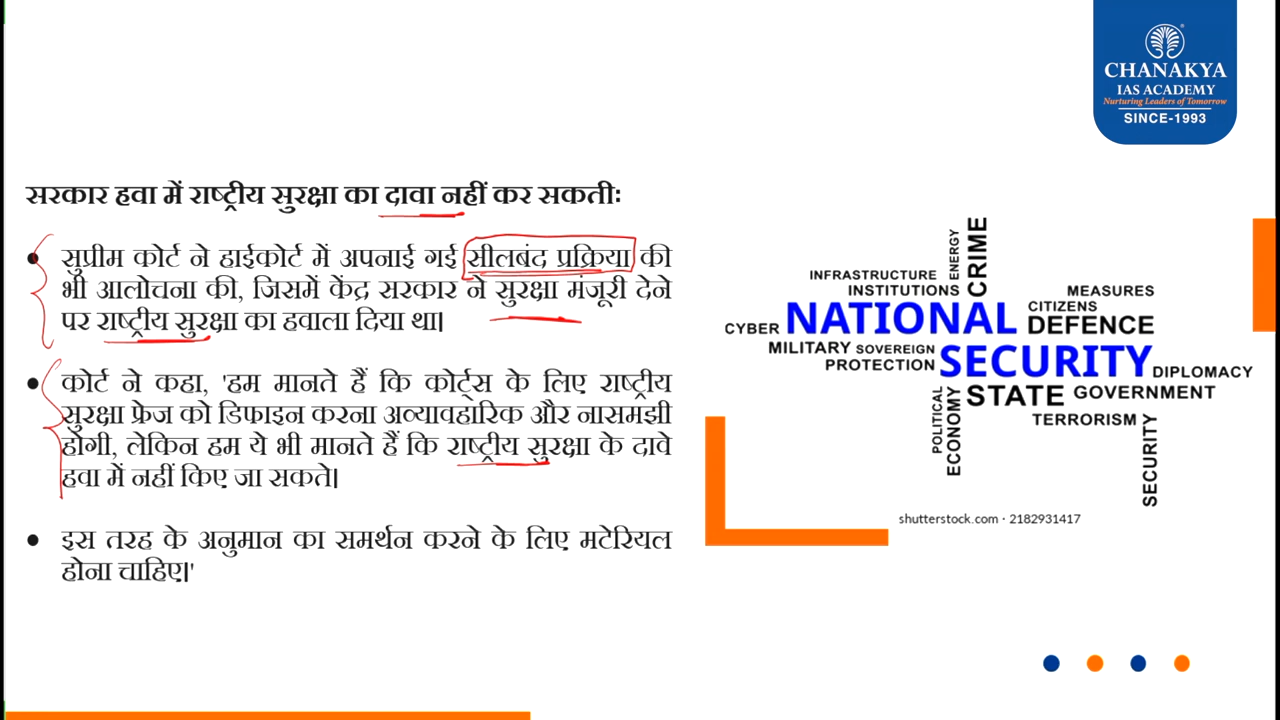 CHANAKYA
IAS ACADEMY
Nurturing Leaders of Tomorrow
SINCE-1993
सरकार हवा में राष्ट्रीय सुरक्षा का दावा नहीं कर सकती:
सुप्रीम कोर्ट ने हाईकोर्ट में अपनाई गई सीलबंद प्रक्रिया की
भी आलोचना की, जिसमें केंद्र सरकार ने सुरक्षा मंजूरी देने
पर राष्ट्रीय सुरक्षा का हवाला दिया था।
कोर्ट ने कहा, 'हम मानते हैं कि कोर्ट्स के लिए राष्ट्रीय
सुरक्षा फ्रेज को डिफाइन करना अव्यावहारिक और नासमझी
होगी, लेकिन हम ये भी मानते हैं कि राष्ट्रीय सुरक्षा के दावे
हवा में नहीं किए जा सकते।
इस तरह के अनुमान का समर्थन करने के लिए मटेरियल
होना चाहिए।'
ENERGY
CRIME
INFRASTRUCTURE
INSTITUTIONS
MEASURES
CITIZENS
CYBER
NATIONAL
DEFENCE
MILITARY
SOVEREIGN
PROTECTION
SECURITY
DIPLOMACY
STATE
GOVERNMENT
POLITICAL
ECONOMY
TERRORISM
SECURITY
shutterstock.com · 2182931417